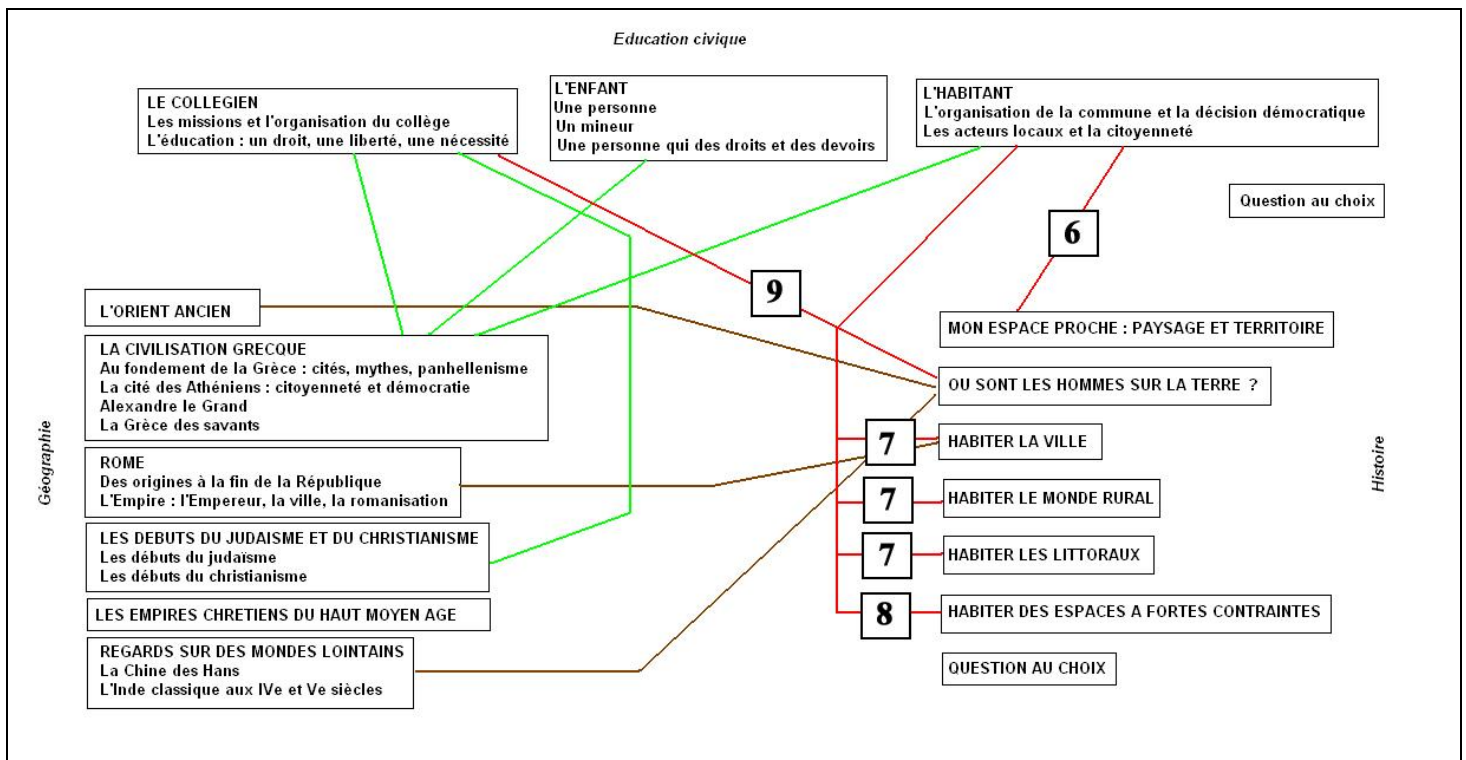 Education civique
LE COLLEGIEN
Les missions et l'organisation du collège
L'éducation : un droit, une liberté, une nécessité
L'ENFANT
Une personne
Un mineur
Une personne qui des droits et des devoirs
L'HABITANT
L'organisation de la commune et la décision démocratique
Les acteurs locaux et la citoyenneté
Question au choix
6
9
Géographie
L'ORIENT ANCIEN
LA CIVILISATION GRECQUE
Au fondement de la Grèce : cités, mythes, panhellenisme
La cité des Athéniens : citoyenneté et démocratie
Alexandre le Grand
La Grèce des savants
ROME
Des origines à la fin de la République
L'Empire : l'Empereur, la ville, la romanisation
LES DEBUTS DU JUDAISME ET DU CHRISTIANISME
Les débuts du judaïsme
Les débuts du christianisme
LES EMPIRES CHRETIENS DU HAUT MOYEN AGE
REGARDS SUR DES MONDES LOINTAINS
La Chine des Hans
L'Inde classique aux IVe et Ve siècles
MON ESPACE PROCHE : PAYSAGE ET TERRITOIRE
OU SONT LES HOMMES SUR LA TERRE ?
7
HABITER LA VILLE
7
HABITER LE MONDE RURAL
7
HABITER LES LITTORAUX
8
HABITER DES ESPACES A FORTES CONTRAINTES
QUESTION AU CHOIX
Histoire